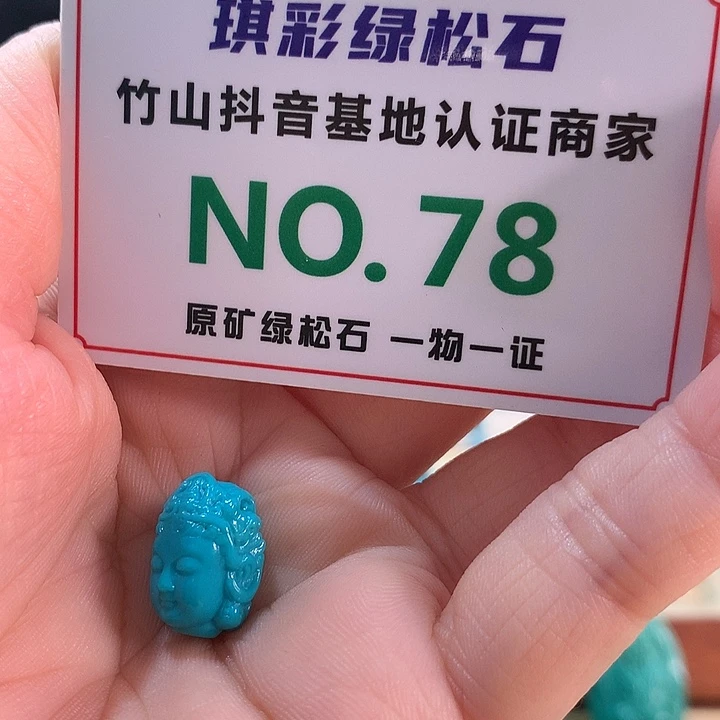 琪彩绿松石
竹山抖音基地认证商家
NO.78
原矿绿松石 一物一证